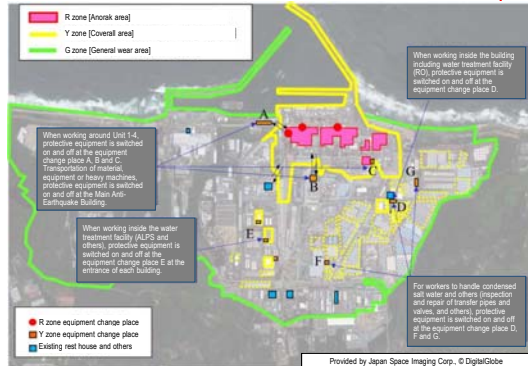 R zone [Anorak area]
Y zone [Coverall area]
G zone [General wear area]
When working inside the building
including water treatment facility
(RO), protective equipment is
switched on and off at the
equipment change place D.
When working around Unit 1-4,
protective equipment is switched
on and off at the equipment
change place A, B and C.
Transportation of material,
equipment or heavy machines,
protective equipment is switched
on and off at the Main Anti-
Earthquake Building.
When working inside the water
treatment facility (ALPS and
others), protective equipment is
switched on and off at the
equipment change place E at the
entrance of each building.
A
B
C
G
D
E
F
For workers to handle condensed
salt water and others (inspection
and repair of transfer pipes and
valves, and others), protective
equipment is switched on and off
at the equipment change place D,
F and G.
R zone equipment change place
Y zone equipment change place
Existing rest house and others
Provided by Japan Space Imaging Corp., © DigitalGlobe